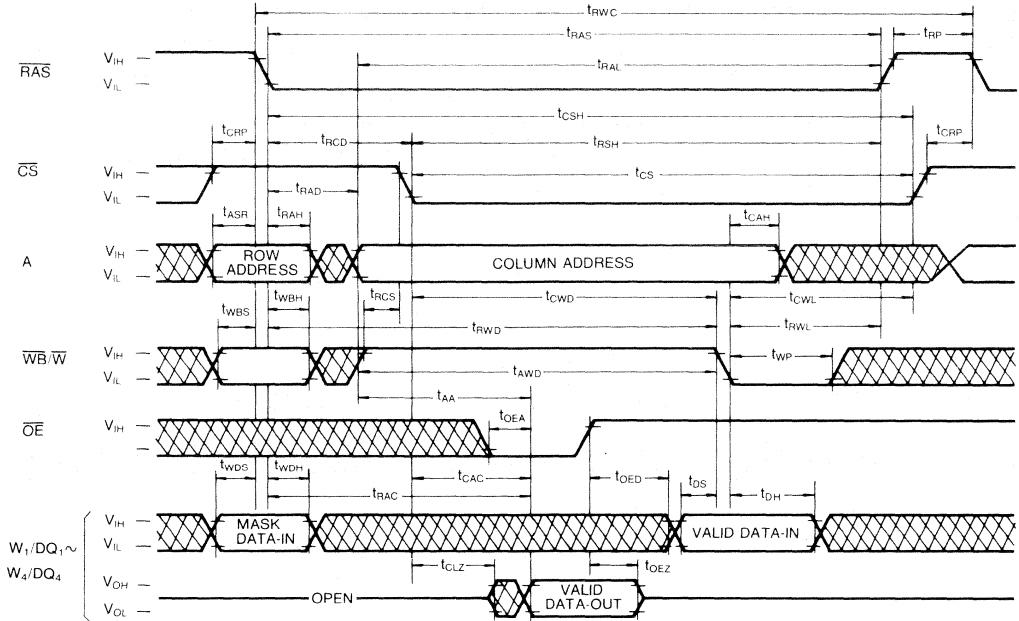 tRWC
tRAS
tRP
RAS
VIH
VIL
tRAL
tCSH
tCRP
tRCD
tRSH
tCRP
CS
VIH
VIL
tRAD
tCS
tASR
tRAH
tCAH
A
VIH
VIL
ROW ADDRESS
COLUMN ADDRESS
tWBS
tWBH
tRCS
tCWD
tCWL
tRWD
tRWL
WB/W
VIH
VIL
tWP
tAWD
tAA
OE
VIH
VIL
tOEA
tWDS
tWDH
tCAC
tOED
tDS
tDH
tRAC
W1/DQ1~
W4/DQ4
VIH
VIL
MASK DATA-IN
VALID DATA-IN
tCLZ
tOEZ
VOH
VOL
OPEN
VALID DATA-OUT